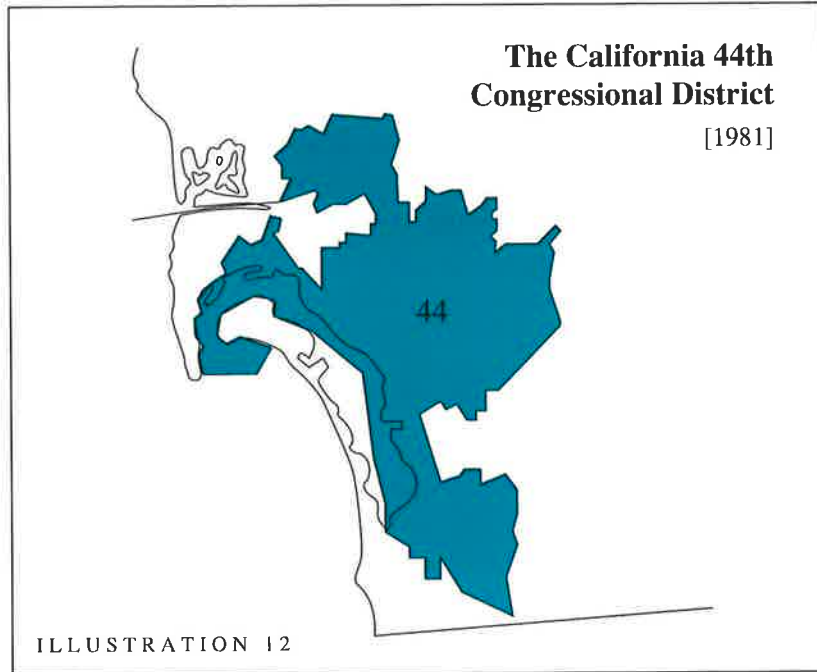 The California 44th
Congressional District
[1981]
44
ILLUSTRATION 12